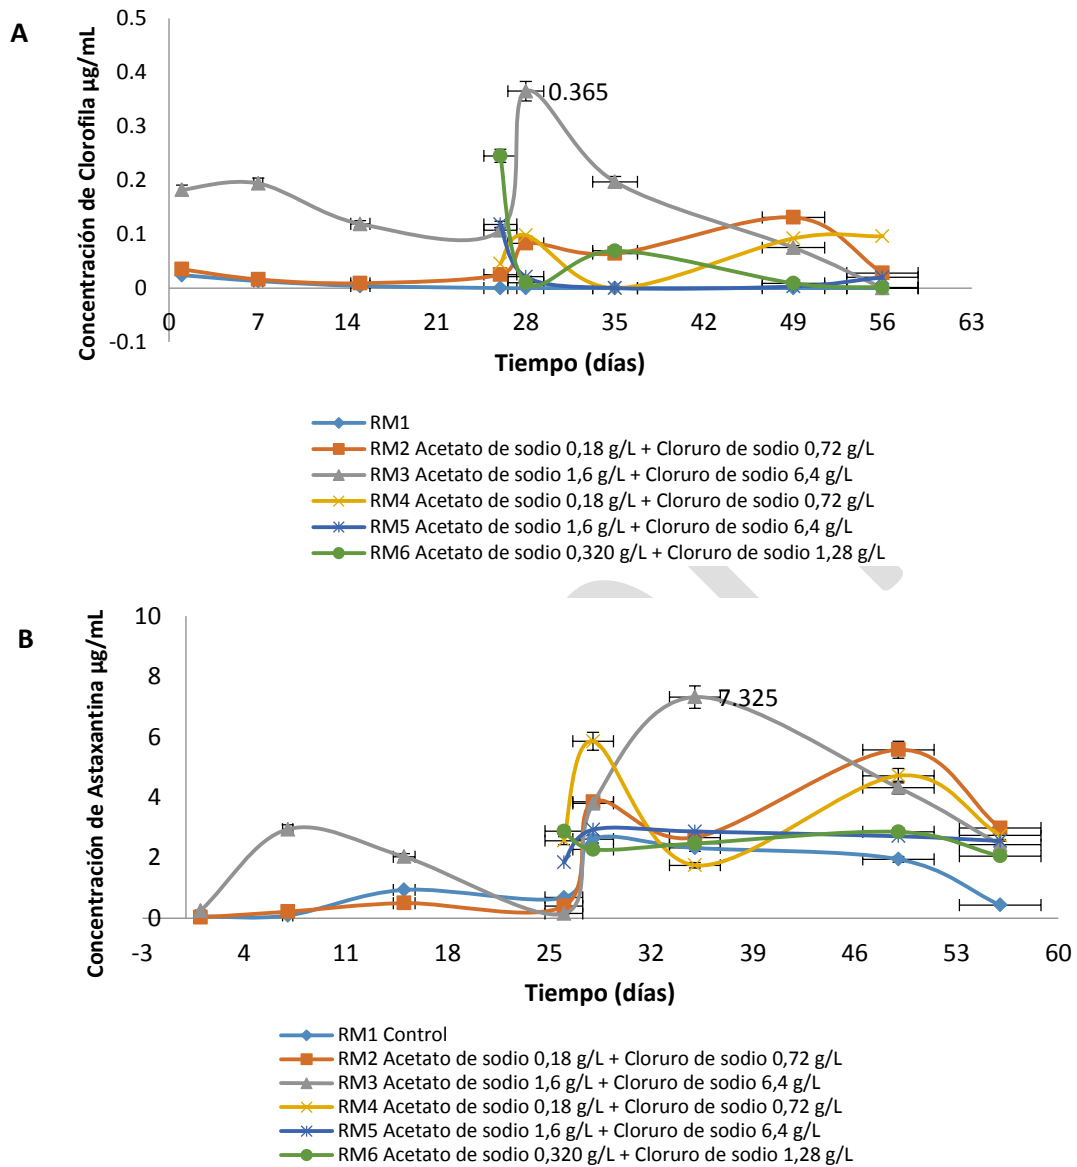 A
Concentración de Clorofila µg/mL
0.5
0.4
0.3
0.2
0.1
0
-0.1
0.365
0 7 14 21 28 35 42 49 56 63
Tiempo (días)
RM1
RM2 Acetato de sodio 0,18 g/L + Cloruro de sodio 0,72 g/L
RM3 Acetato de sodio 1,6 g/L + Cloruro de sodio 6,4 g/L
RM4 Acetato de sodio 0,18 g/L + Cloruro de sodio 0,72 g/L
RM5 Acetato de sodio 1,6 g/L + Cloruro de sodio 6,4 g/L
RM6 Acetato de sodio 0,320 g/L + Cloruro de sodio 1,28 g/L
B
Concentración de Astaxantina µg/mL
10
8
6
4
2
0
7.325
-3 4 11 18 25 32 39 46 53 60
Tiempo (días)
RM1 Control
RM2 Acetato de sodio 0,18 g/L + Cloruro de sodio 0,72 g/L
RM3 Acetato de sodio 1,6 g/L + Cloruro de sodio 6,4 g/L
RM4 Acetato de sodio 0,18 g/L + Cloruro de sodio 0,72 g/L
RM5 Acetato de sodio 1,6 g/L + Cloruro de sodio 6,4 g/L
RM6 Acetato de sodio 0,320 g/L + Cloruro de sodio 1,28 g/L